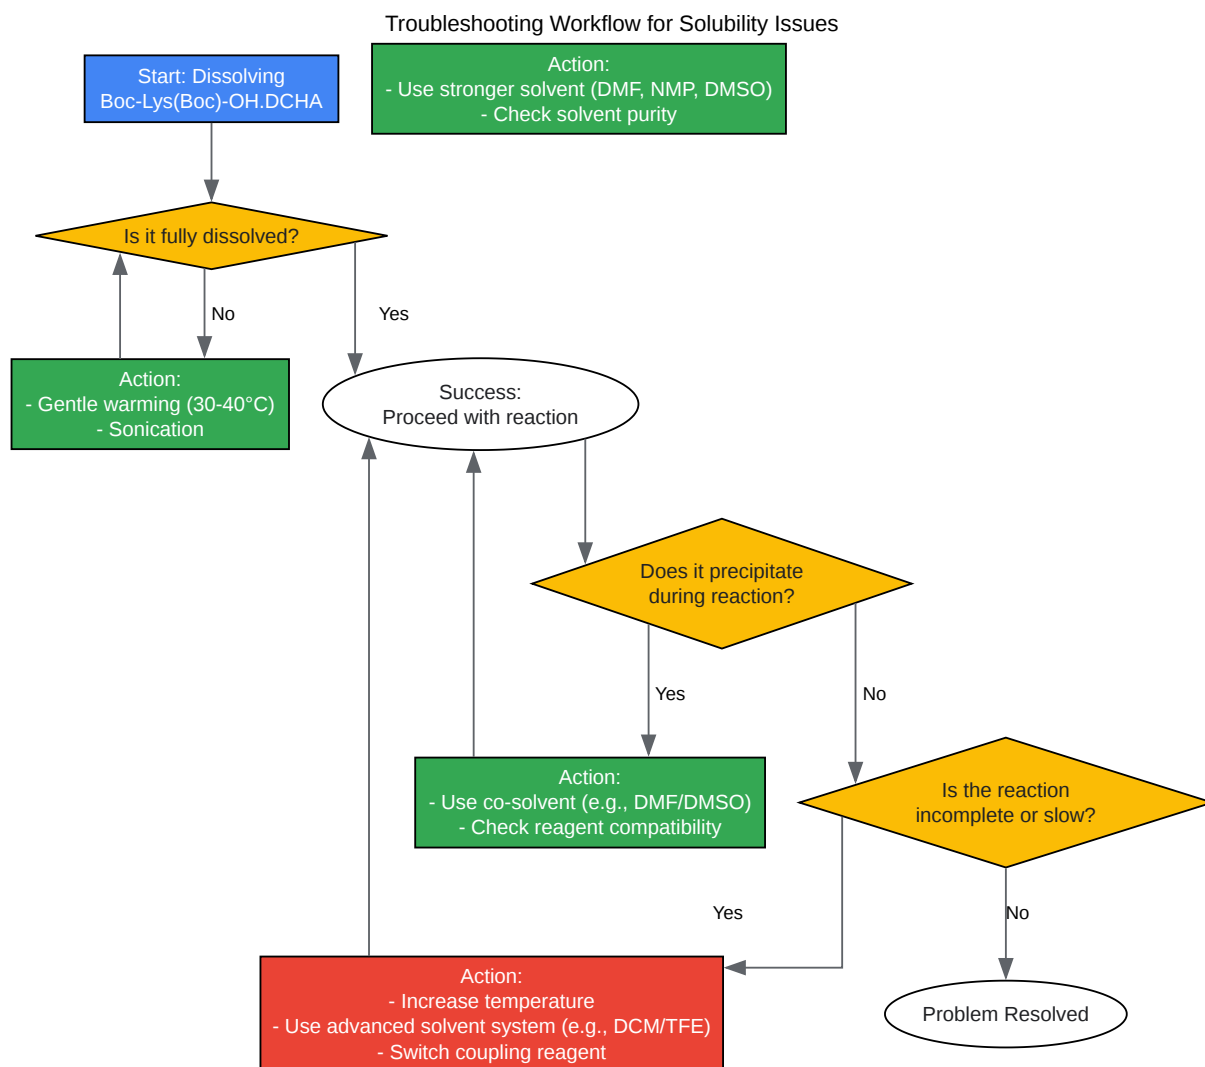 Troubleshooting Workflow for Solubility Issues
Start: Dissolving
Boc-Lys(Boc)-OH.DCHA
Action:
- Use stronger solvent (DMF, NMP, DMSO)
- Check solvent purity
Is it fully dissolved?
No
Yes
Action:
- Gentle warming (30-40°C)
- Sonication
Success:
Proceed with reaction
Does it precipitate
during reaction?
Yes
No
Action:
- Use co-solvent (e.g., DMF/DMSO)
- Check reagent compatibility
Is the reaction
incomplete or slow?
Yes
No
Action:
- Increase temperature
- Use advanced solvent system (e.g., DCM/TFE)
- Switch coupling reagent
Problem Resolved